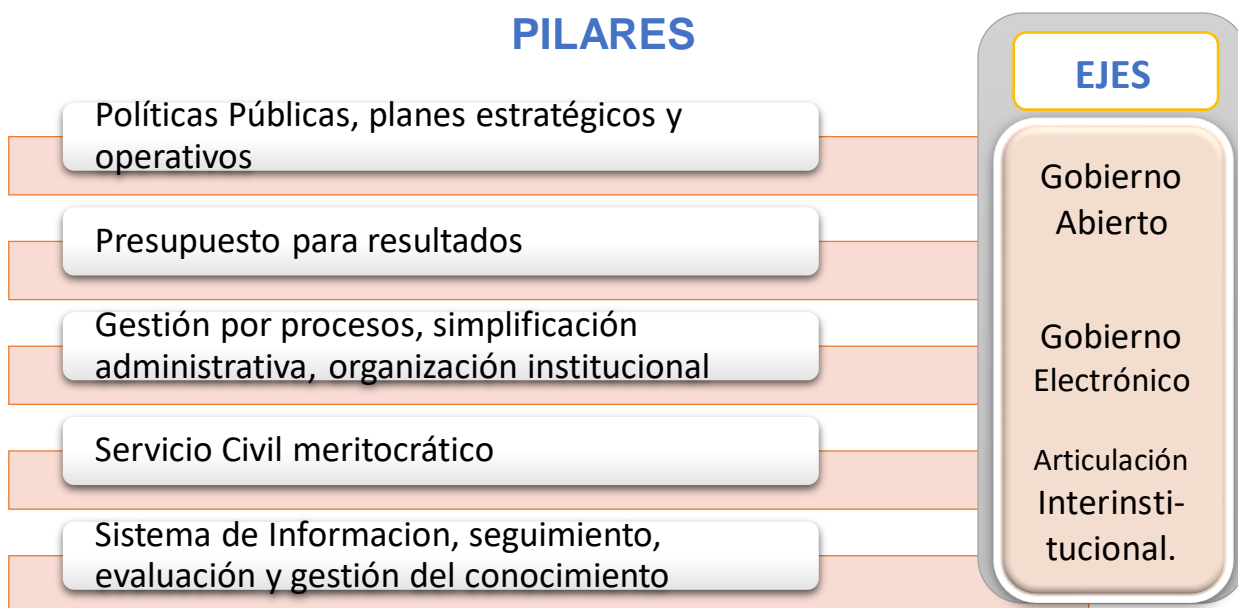 PILARES
Políticas Públicas, planes estratégicos y
operativos
Presupuesto para resultados
Gestión por procesos, simplificación
administrativa, organización institucional
Servicio Civil meritocrático
Sistema de Informacion, seguimiento,
evaluación y gestión del conocimiento
EJES
Gobierno
Abierto
Gobierno
Electrónico
Articulación
Interinsti-
tucional.